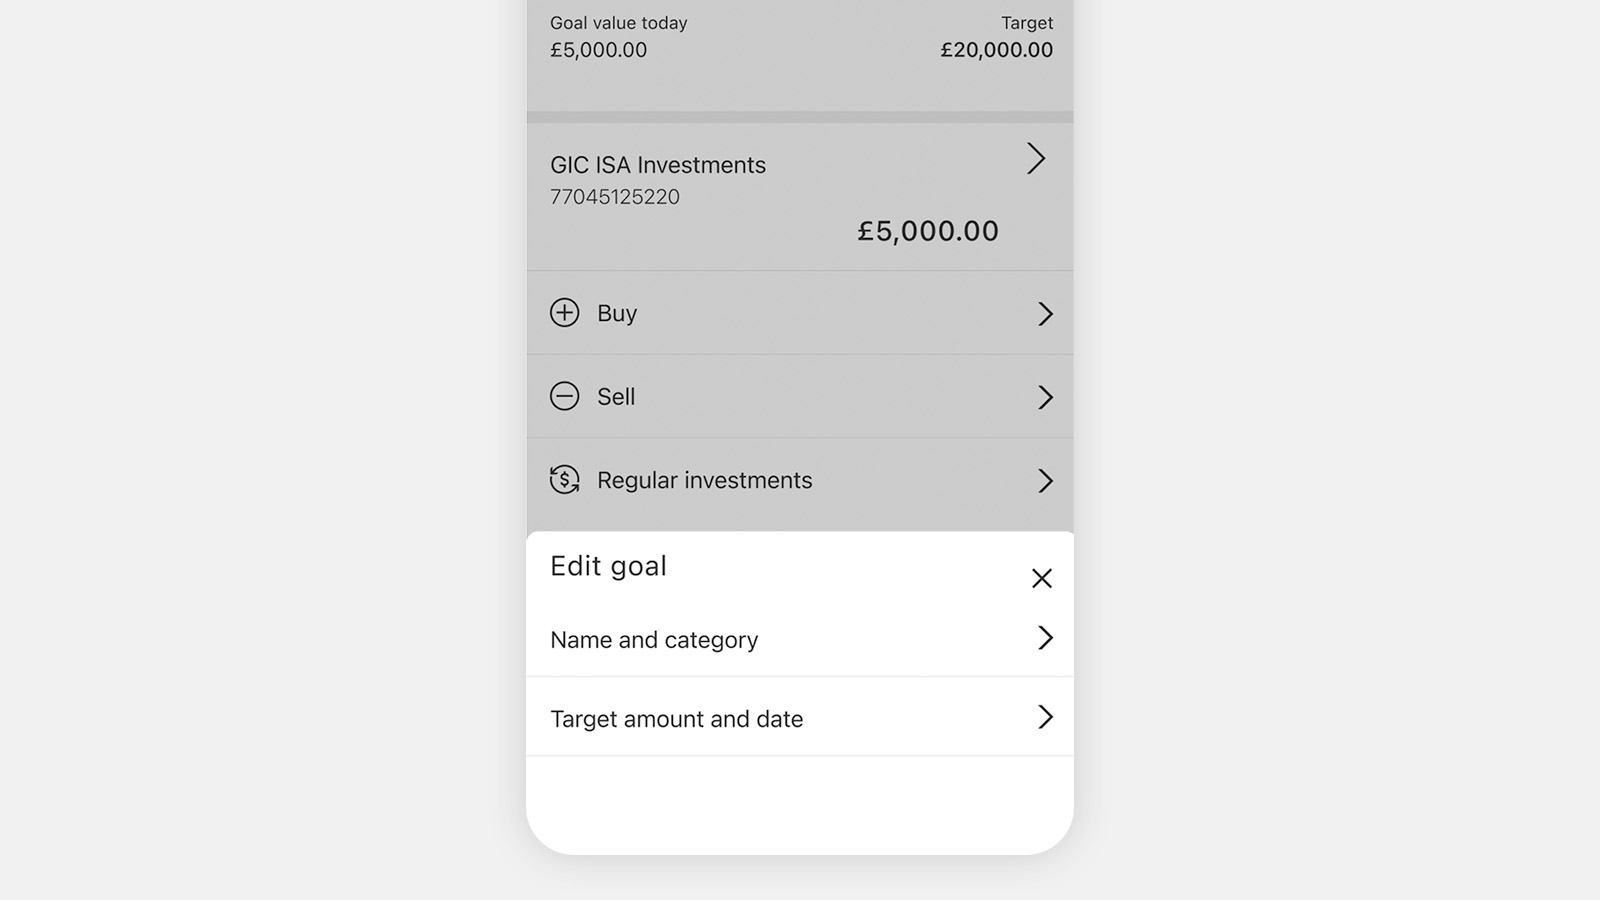 Goal value today
Target
£5,000.00
£20,000.00
GIC ISA Investments
77045125220
£5,000.00
Buy
Sell
Regular investments
Edit goal
Name and category
Target amount and date